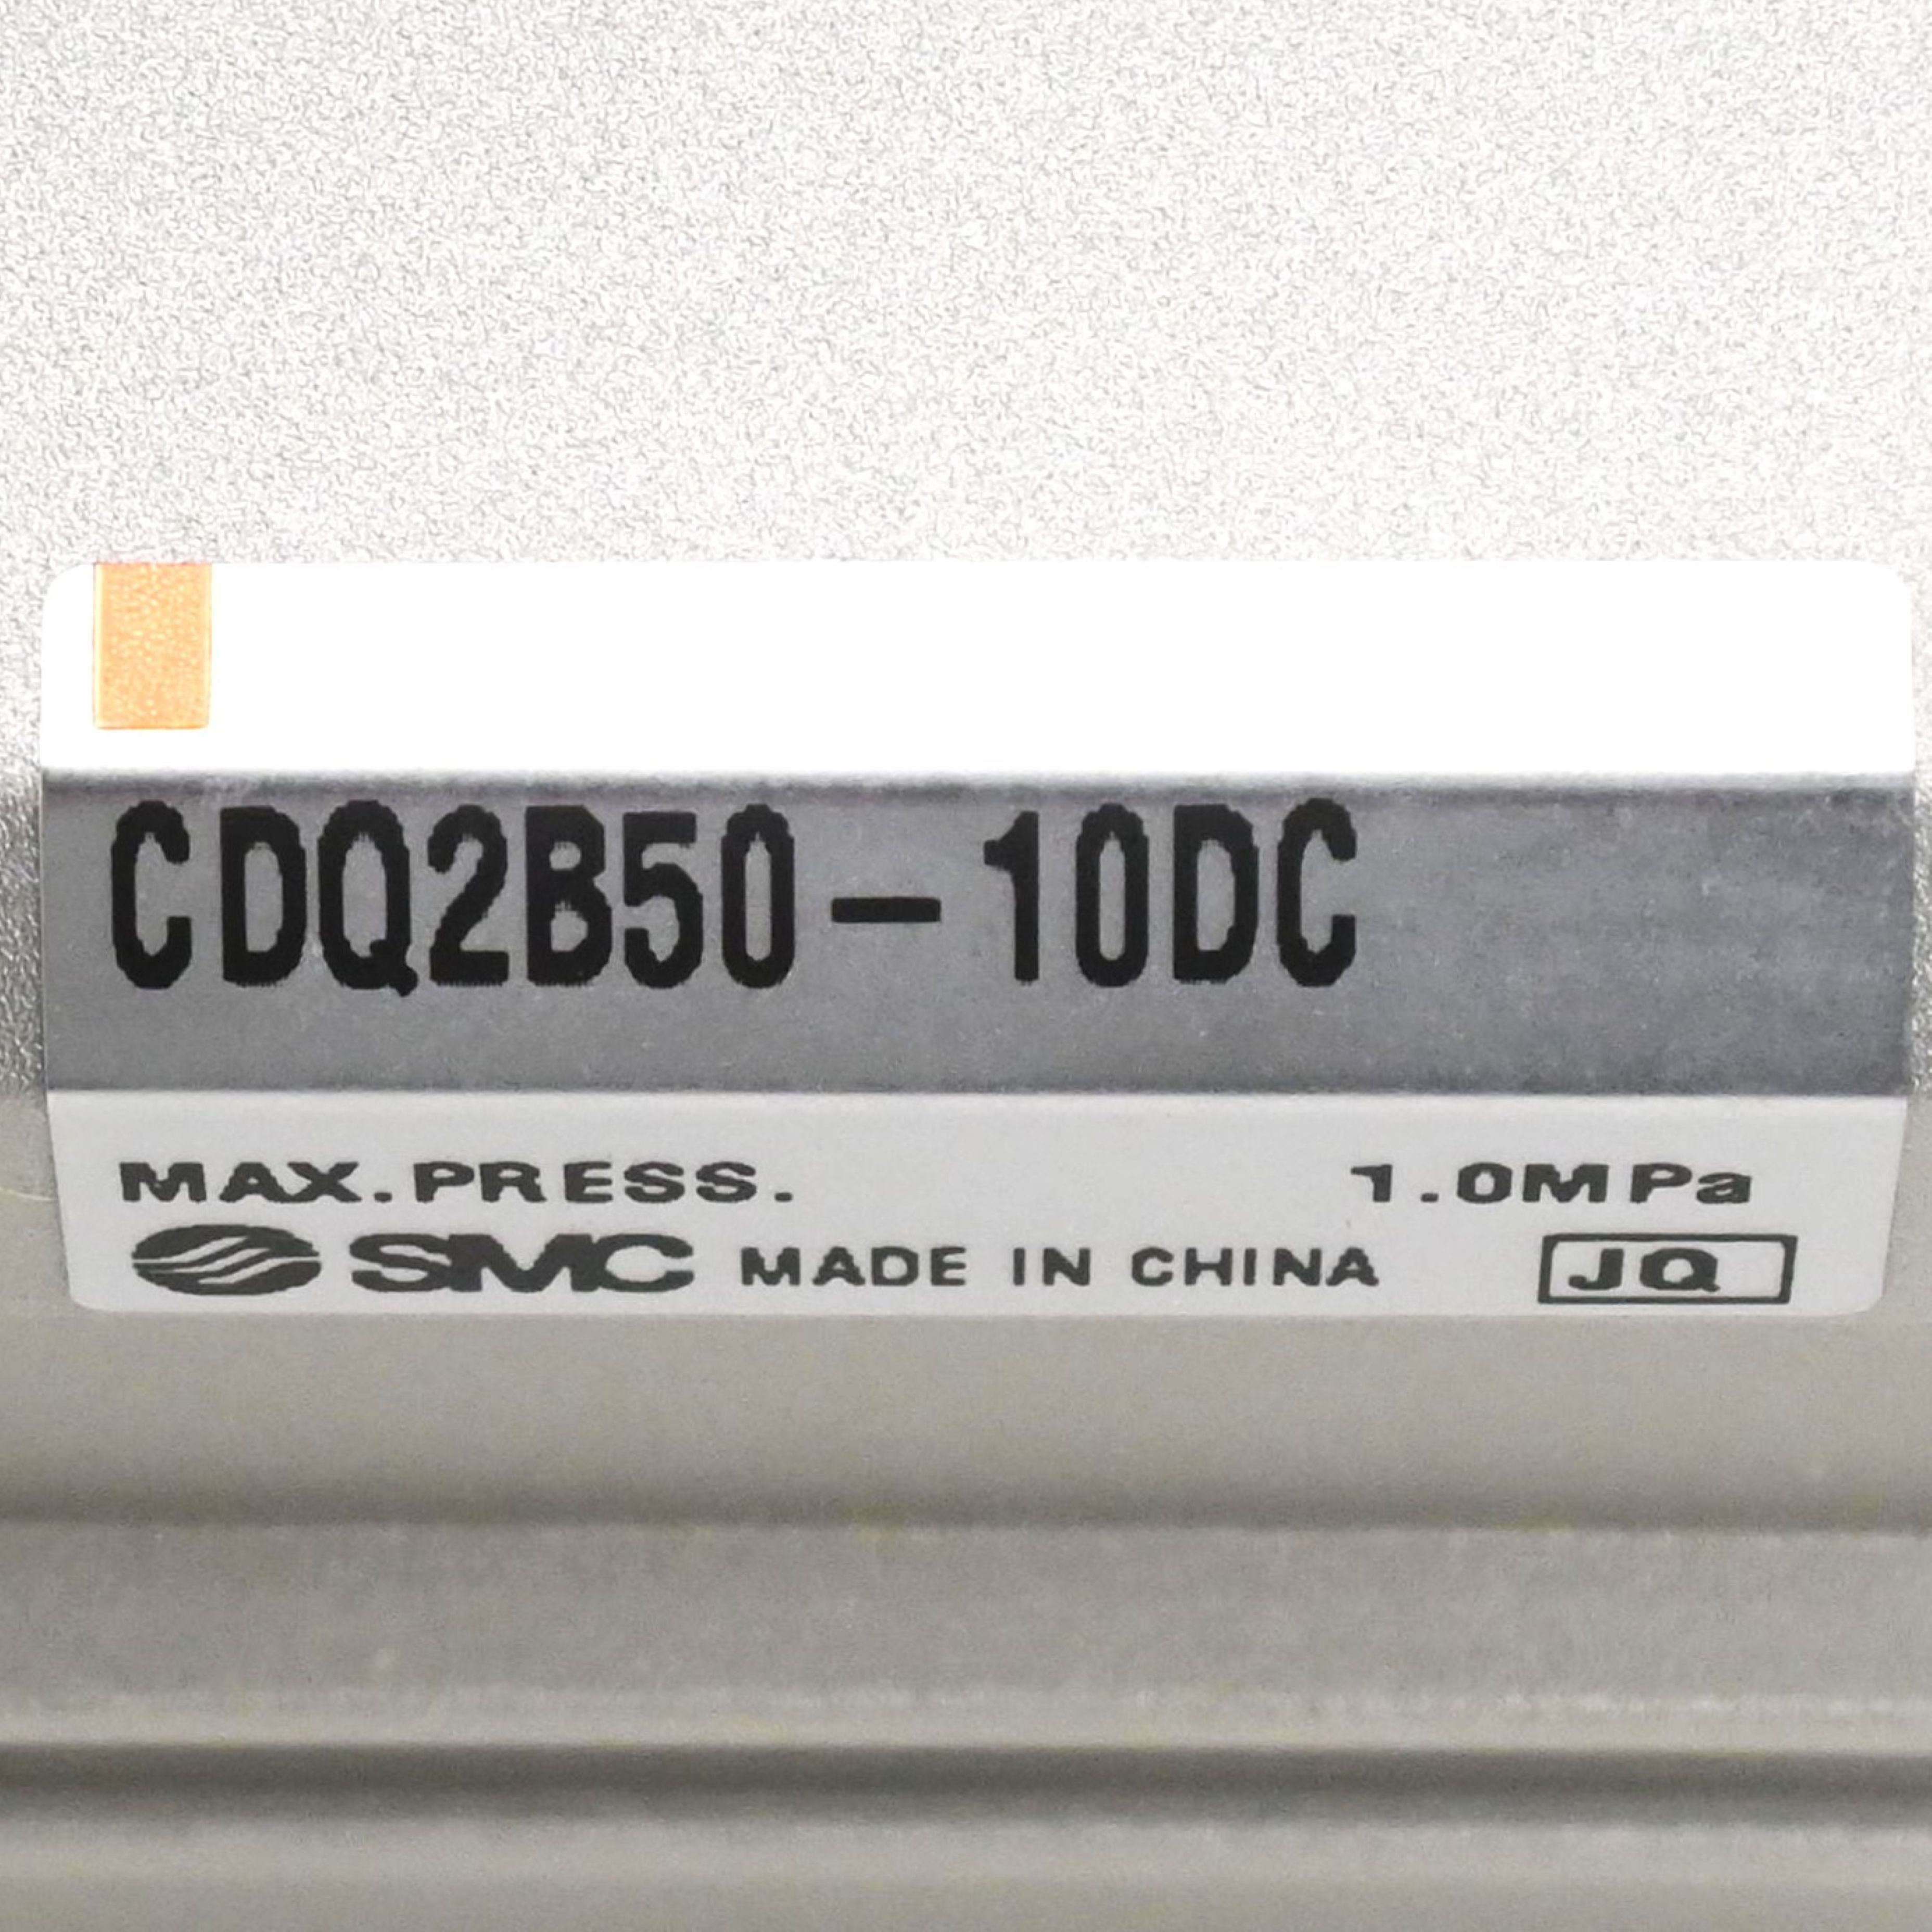 CDQ2B50-10DC
MAX.PRESS. 1.0MPa
SMC MADE IN CHINA JQ